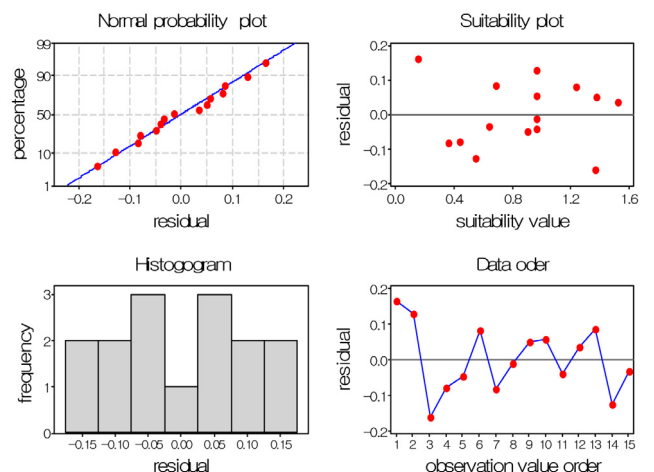 Normal probability plot
99
90
50
10
1
percentage
-0.2
-0.1
0.0
0.1
0.2
residual
Suitability plot
0.2
0.1
0.0
-0.1
-0.2
residual
0.0
0.4
0.8
1.2
1.6
suitability value
Histogogram
3
2
1
0
frequency
-0.15
-0.10
-0.05
0.00
0.05
0.10
0.15
residual
Data oder
0.2
0.1
0.0
-0.1
-0.2
residual
1 2 3 4 5 6 7 8 9 10 11 12 13 14 15
observation value order